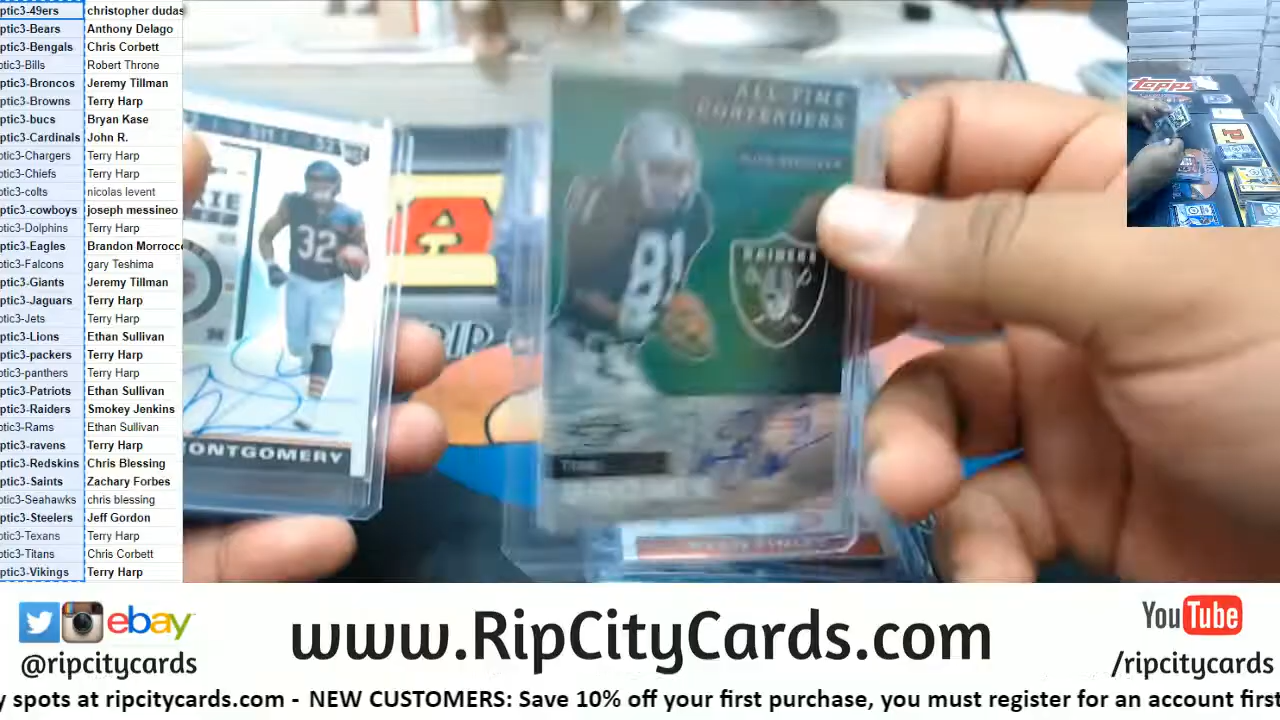 ptic3-49ers christopher dudas
ptic3-Bears Anthony Delago
ptic3-Bengals Chris Corbett
ptic3-Bills Robert Throne
ptic3-Broncos Jeremy Tillman
ptic3-Browns Terry Harp
ptic3-bucs Bryan Kase
ptic3-Cardinals John R.
ptic3-Chargers Terry Harp
ptic3-Chiefs Terry Harp
ptic3-colts nicolas levent
ptic3-cowboys joseph messineo
ptic3-Dolphins Terry Harp
ptic3-Eagles Brandon Morrocc
ptic3-Falcons gary Teshima
ptic3-Giants Jeremy Tillman
ptic3-Jaguars Terry Harp
ptic3-Jets Terry Harp
ptic3-Lions Ethan Sullivan
ptic3-packers Terry Harp
ptic3-panthers Terry Harp
ptic3-Patriots Ethan Sullivan
ptic3-Raiders Smokey Jenkins
ptic3-Rams Ethan Sullivan
ptic3-ravens Terry Harp
ptic3-Redskins Chris Blessing
ptic3-Saints Zachary Forbes
ptic3-Seahawks chris blessing
ptic3-Steelers Jeff Gordon
ptic3-Texans Terry Harp
ptic3-Titans Chris Corbett
ptic3-Vikings Terry Harp
32
ONTGOMERY
RIP
ALL-TIME
CONTENDERS
81
RAIDERS
TIM
Topps
ebay
@ripcitycards
www.RipCityCards.com
YouTube
/ripcitycards
y spots at ripcitycards.com - NEW CUSTOMERS: Save 10% off your first purchase, you must register for an account first